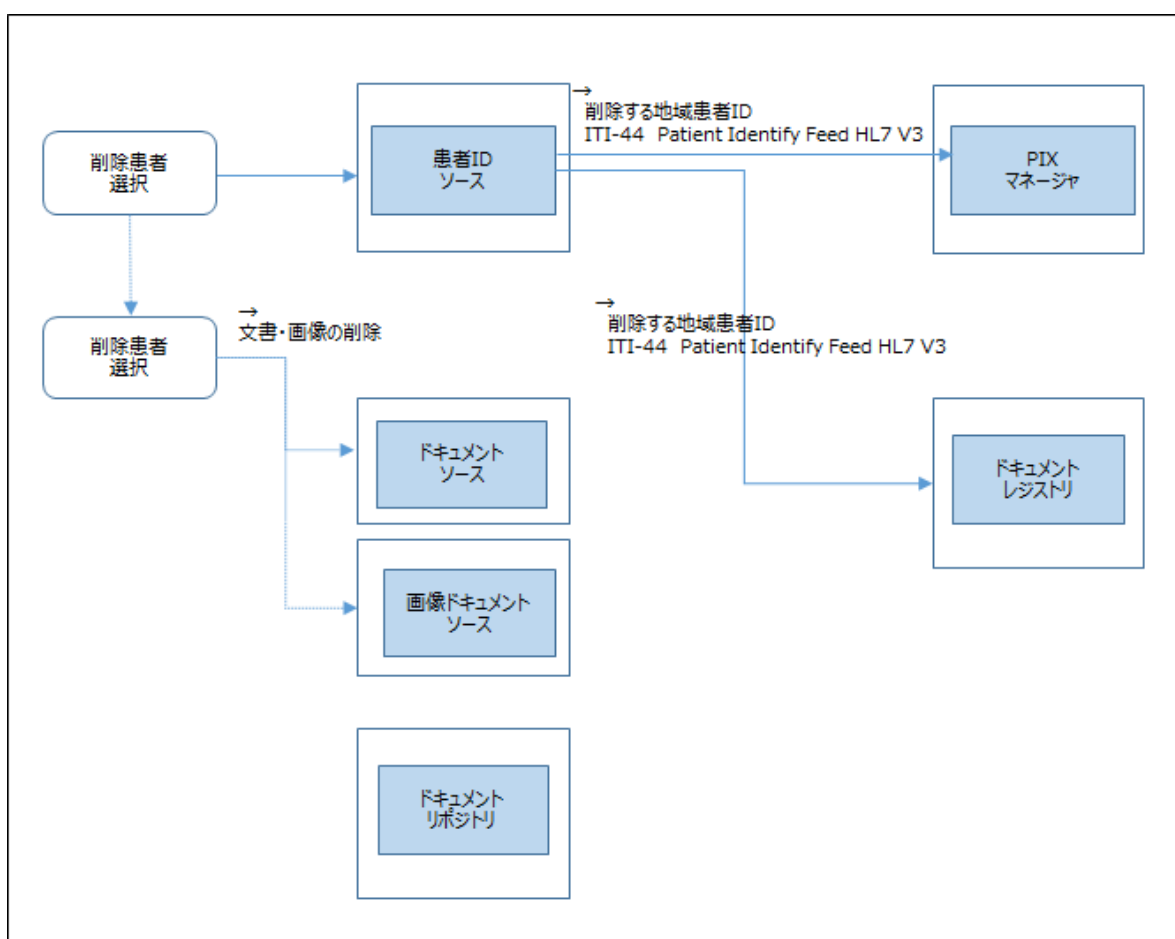 →
削除する地域患者ID
ITI-44 Patient Identify Feed HL7 V3
削除患者
選択
患者ID
ソース
PIX
マネージャ
削除患者
選択
→
文書・画像の削除
→
削除する地域患者ID
ITI-44 Patient Identify Feed HL7 V3
ドキュメント
ソース
ドキュメント
レジストリ
画像ドキュメント
ソース
ドキュメント
リポジトリ